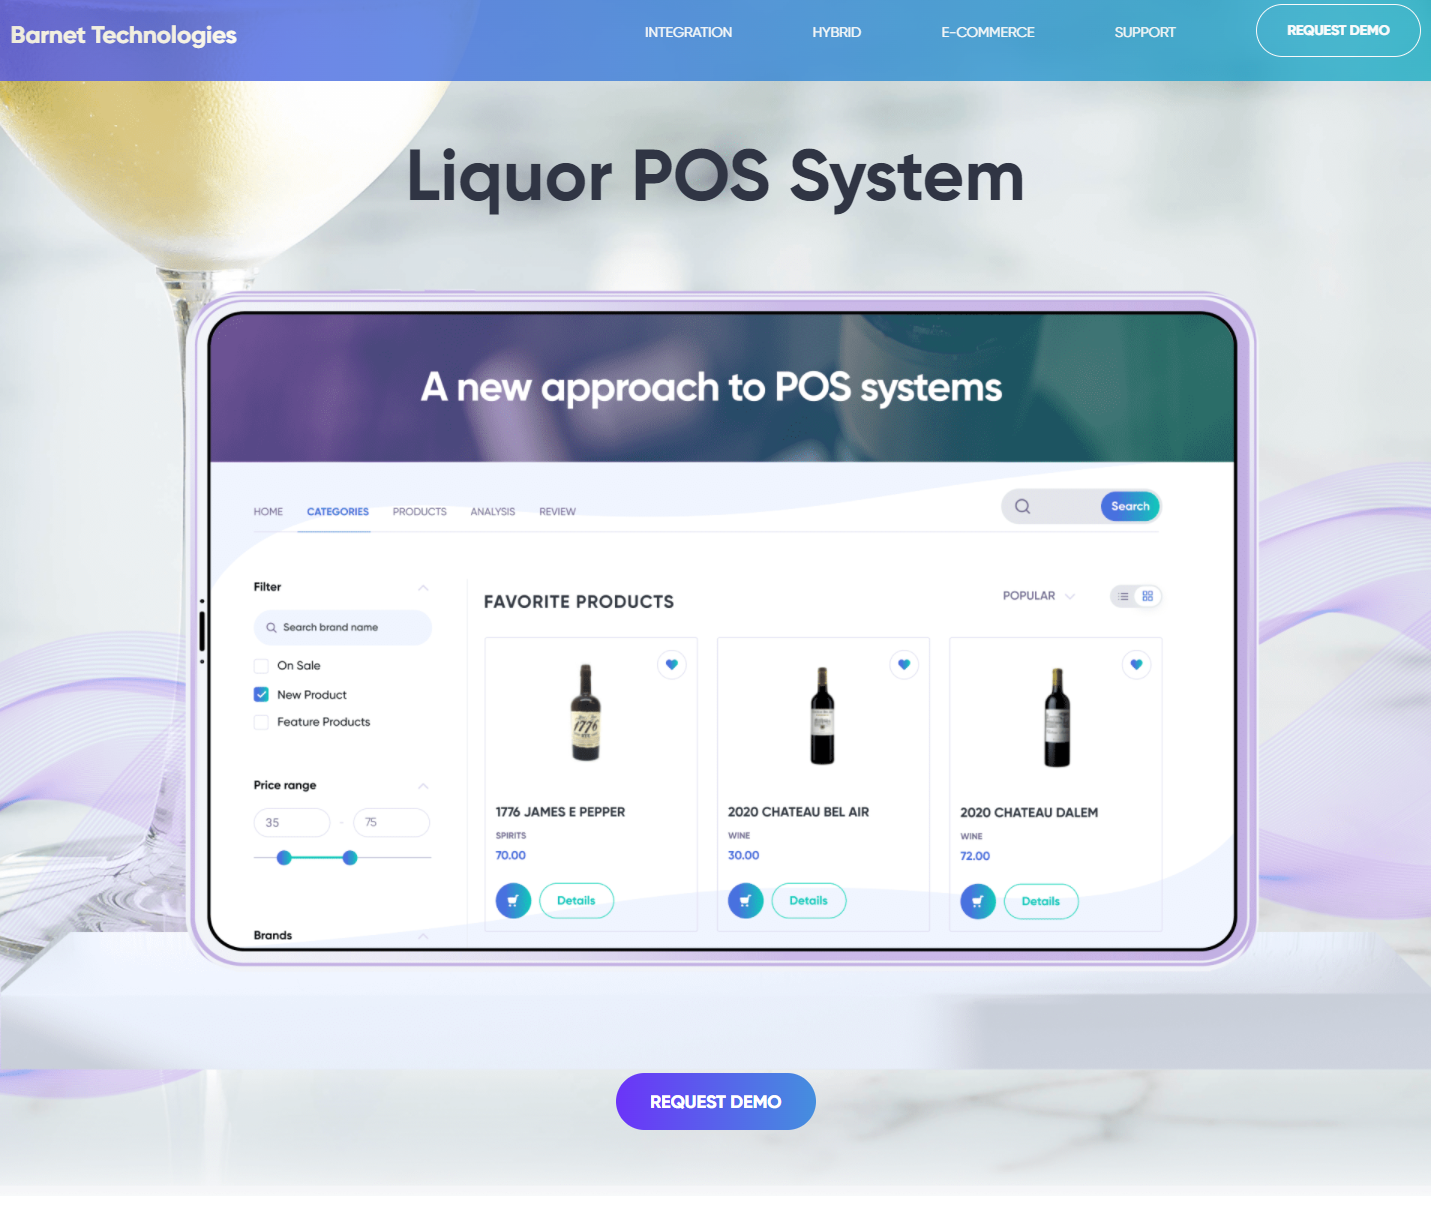 Barnet Technologies
INTEGRATION HYBRID E-COMMERCE SUPPORT REQUEST DEMO
Liquor POS System
A new approach to POS systems
HOME CATEGORIES PRODUCTS ANALYSIS REVIEW
Search
Filter
Search brand name
On Sale
New Product
Feature Products
Price range
35 - 75
Brands
FAVORITE PRODUCTS
POPULAR
1776
1776 JAMES E PEPPER
SPIRITS
70.00
Details
2020 CHATEAU BEL AIR
WINE
30.00
Details
2020 CHATEAU DALEM
WINE
72.00
Details
REQUEST DEMO